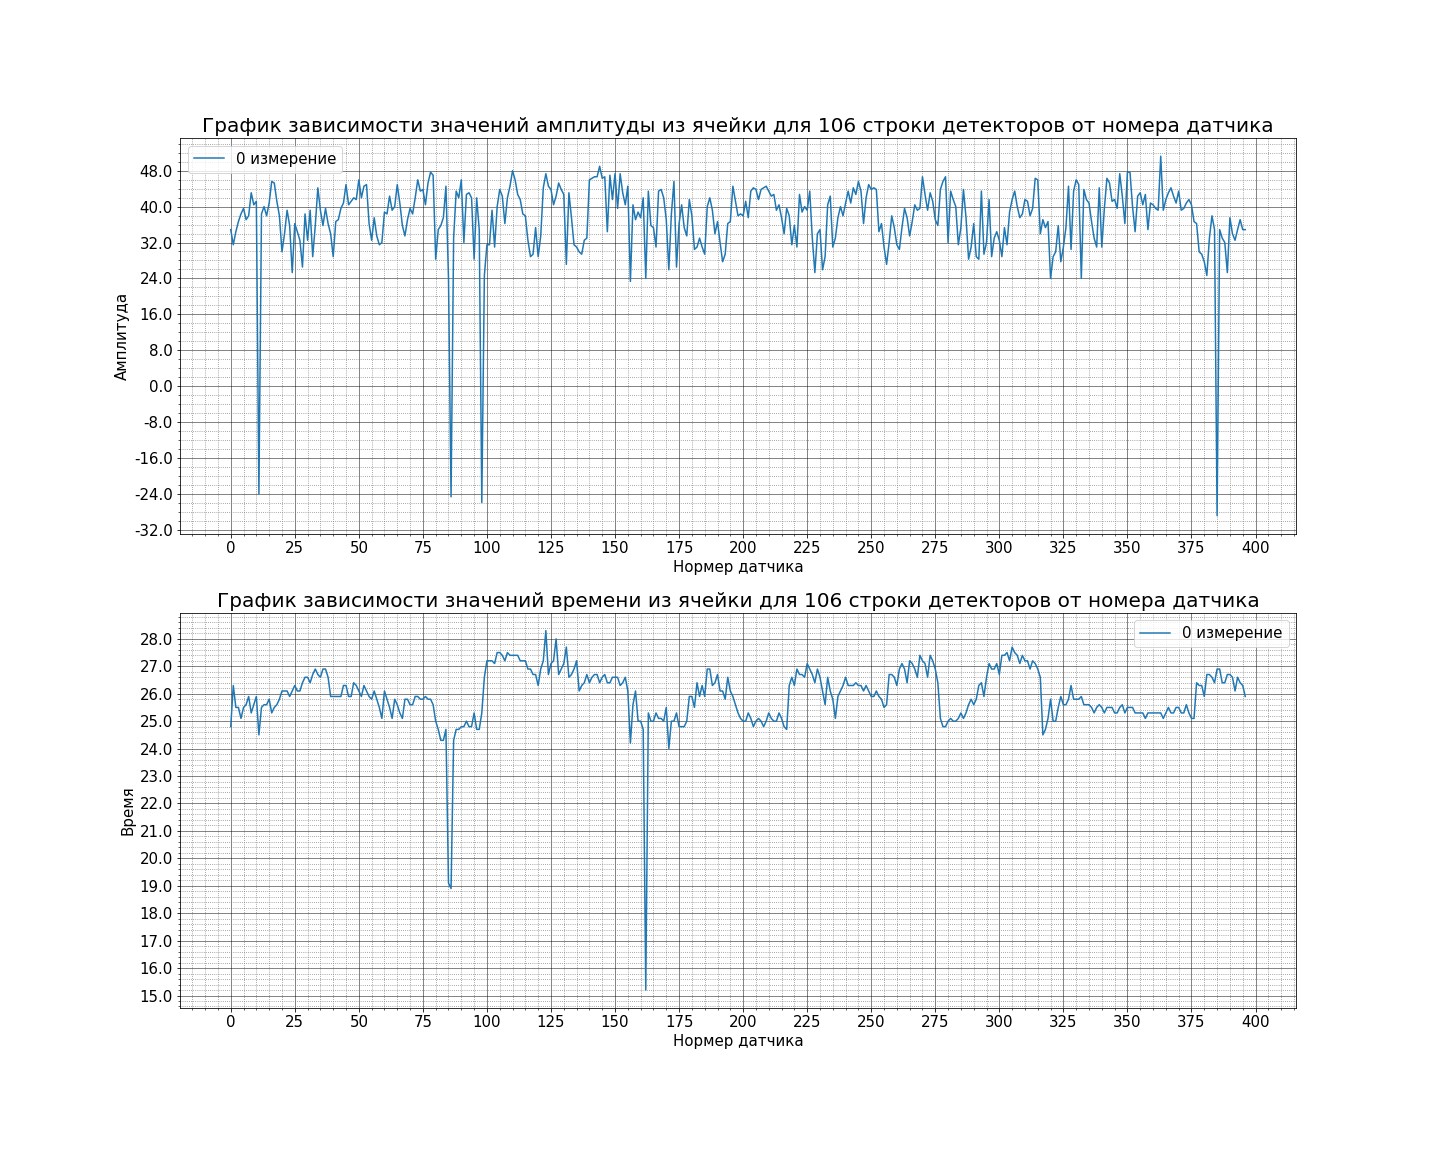 График зависимости значений амплитуды из ячейки для 106 строки детекторов от номера датчика
0 измерение
48.0
40.0
32.0
24.0
16.0
8.0
0.0
-8.0
-16.0
-24.0
-32.0
Амплитуда
0 25 50 75 100 125 150 175 200 225 250 275 300 325 350 375 400
Нормер датчика
График зависимости значений времени из ячейки для 106 строки детекторов от номера датчика
0 измерение
28.0
27.0
26.0
25.0
24.0
23.0
22.0
21.0
20.0
19.0
18.0
17.0
16.0
15.0
Время
0 25 50 75 100 125 150 175 200 225 250 275 300 325 350 375 400
Нормер датчика